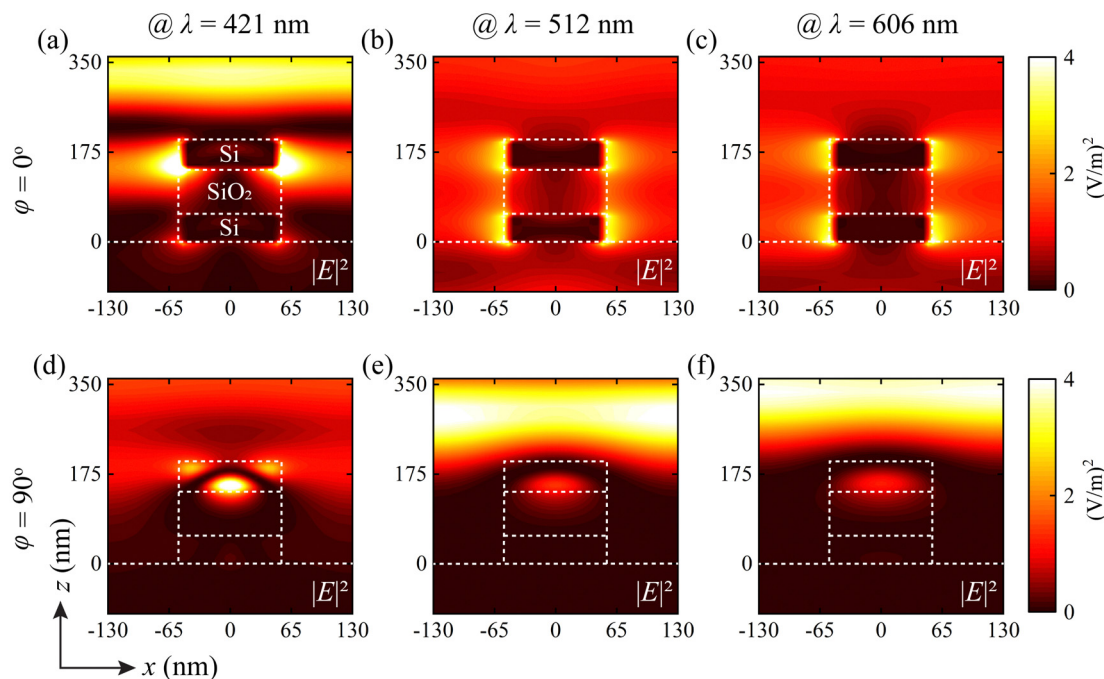 @ λ = 421 nm
@ λ = 512 nm
@ λ = 606 nm
(a)
(b)
(c)
φ = 0º
350
175
0
Si
SiO₂
Si
|E|²
-130 -65 0 65 130
350
175
0
|E|²
-130 -65 0 65 130
350
175
0
|E|²
-130 -65 0 65 130
4
2
0
(V/m)²
(d)
(e)
(f)
φ = 90º
350
175
0
|E|²
-130 -65 0 65 130
350
175
0
|E|²
-130 -65 0 65 130
350
175
0
|E|²
-130 -65 0 65 130
4
2
0
(V/m)²
z (nm)
x (nm)